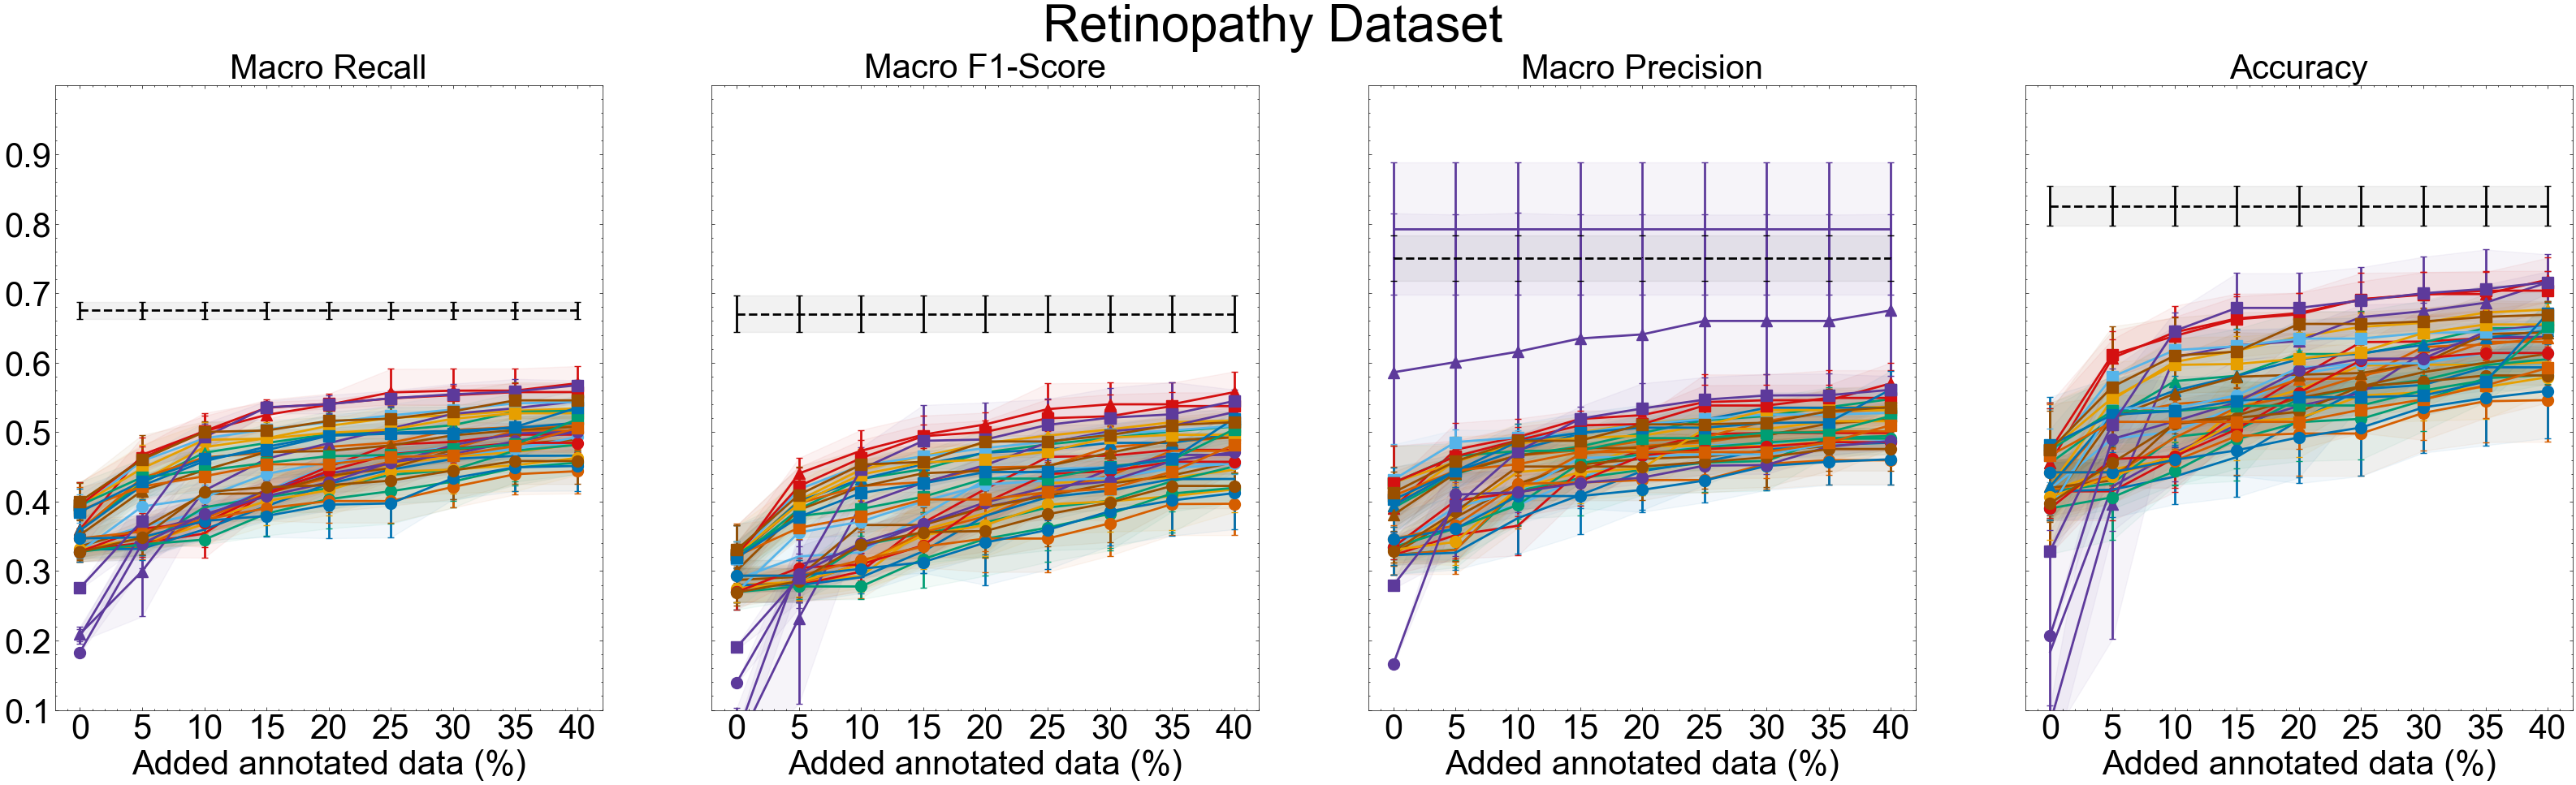 Retinopathy Dataset
Macro Recall
Macro F1-Score
Macro Precision
Accuracy
0.9
0.8
0.7
0.6
0.5
0.4
0.3
0.2
0.1
0 5 10 15 20 25 30 35 40
0 5 10 15 20 25 30 35 40
0 5 10 15 20 25 30 35 40
0 5 10 15 20 25 30 35 40
Added annotated data (%)
Added annotated data (%)
Added annotated data (%)
Added annotated data (%)